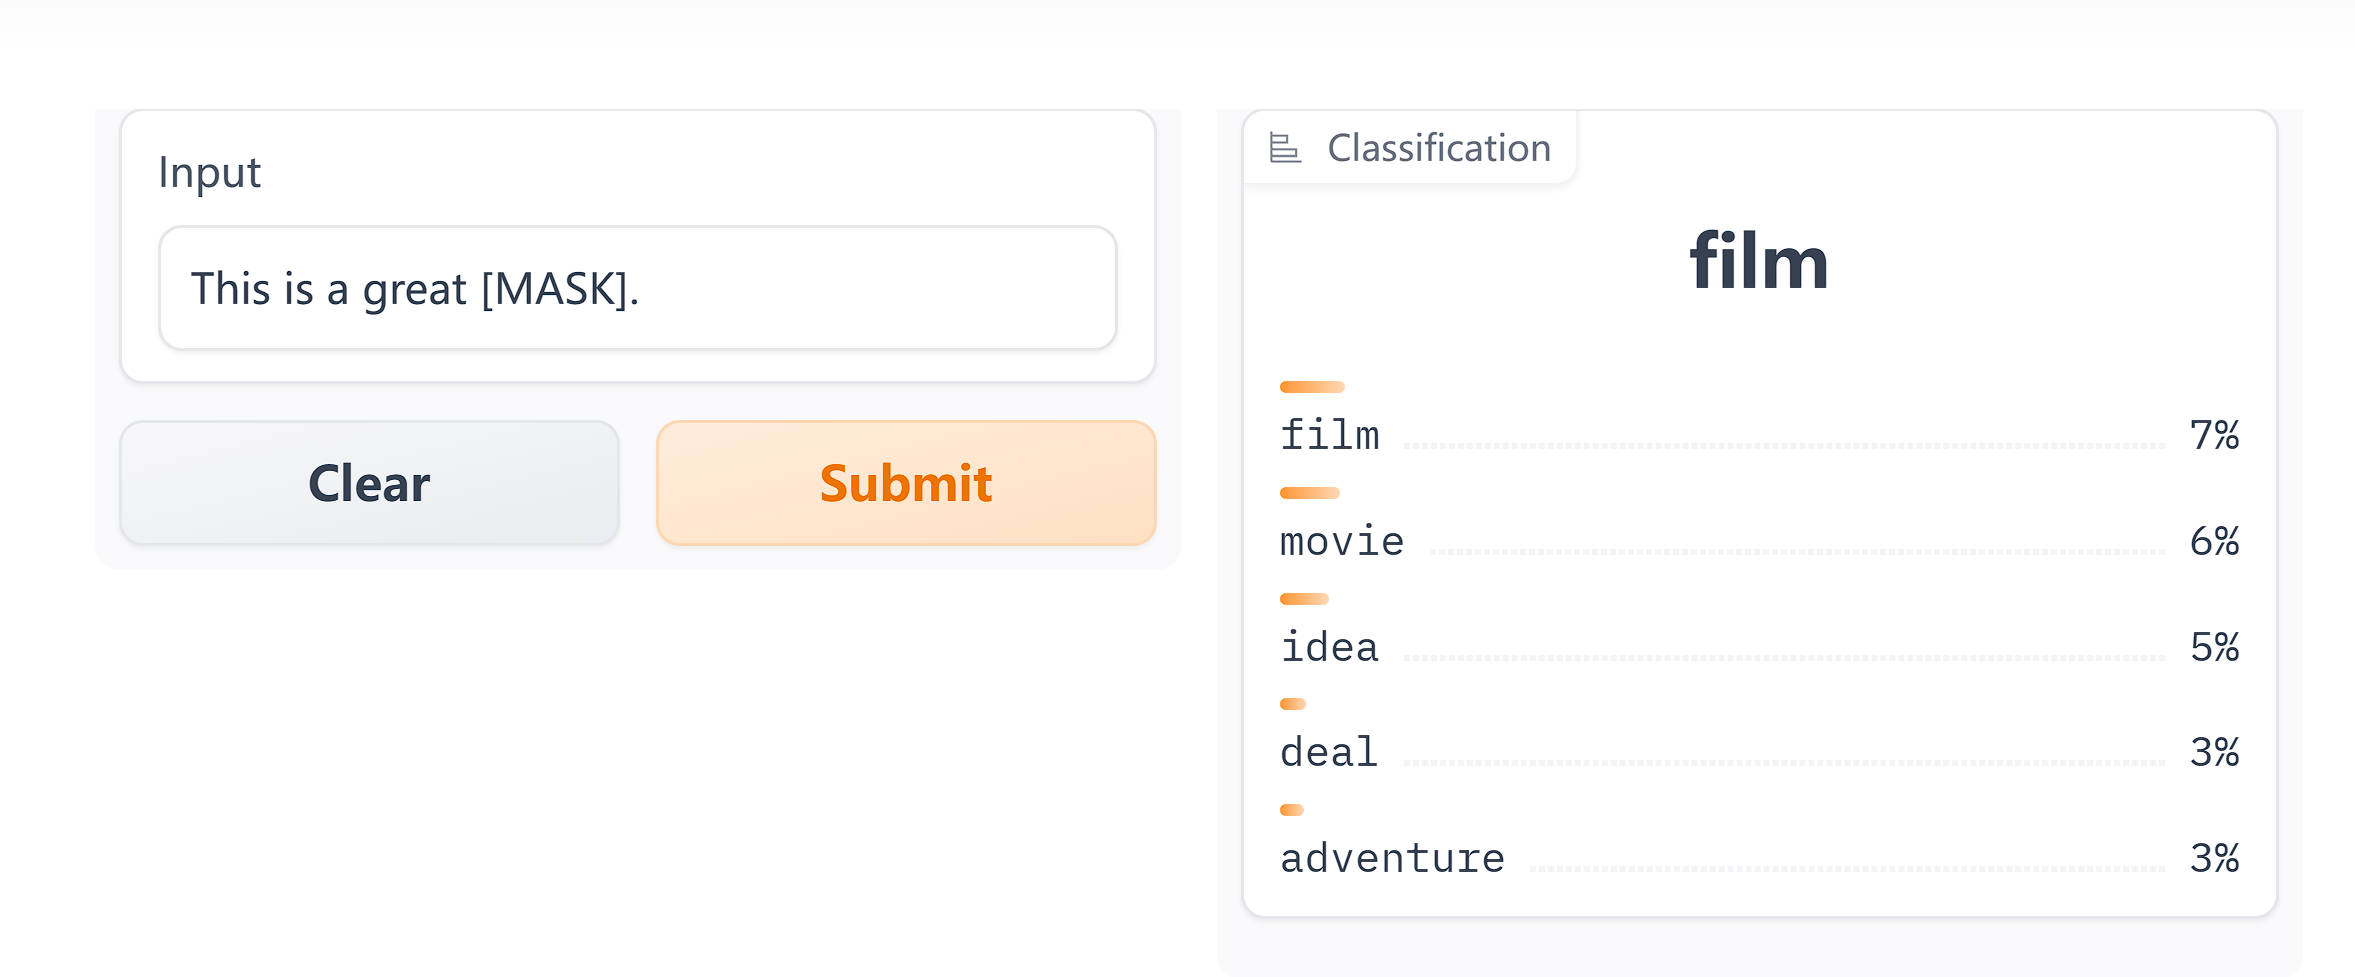 Input
This is a great [MASK].
Clear
Submit
Classification
film
film 7%
movie 6%
idea 5%
deal 3%
adventure 3%